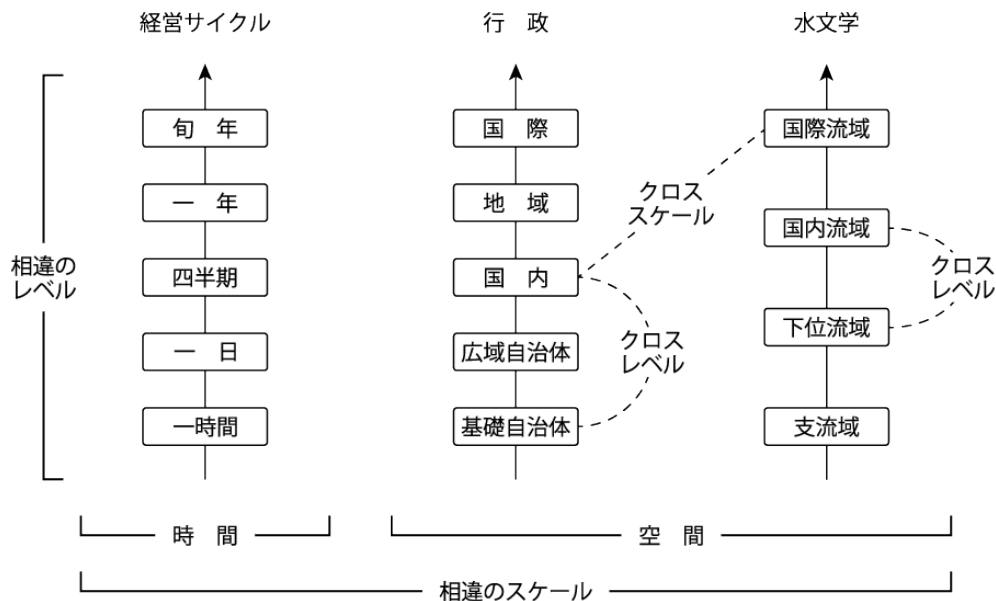 経営サイクル
行 政
水文学
旬 年
一 年
四半期
一 日
一時間
国 際
地 域
国 内
広域自治体
基礎自治体
国際流域
国内流域
下位流域
支流域
クロス
スケール
クロス
レベル
クロス
レベル
相違の
レベル
時 間
空 間
相違のスケール